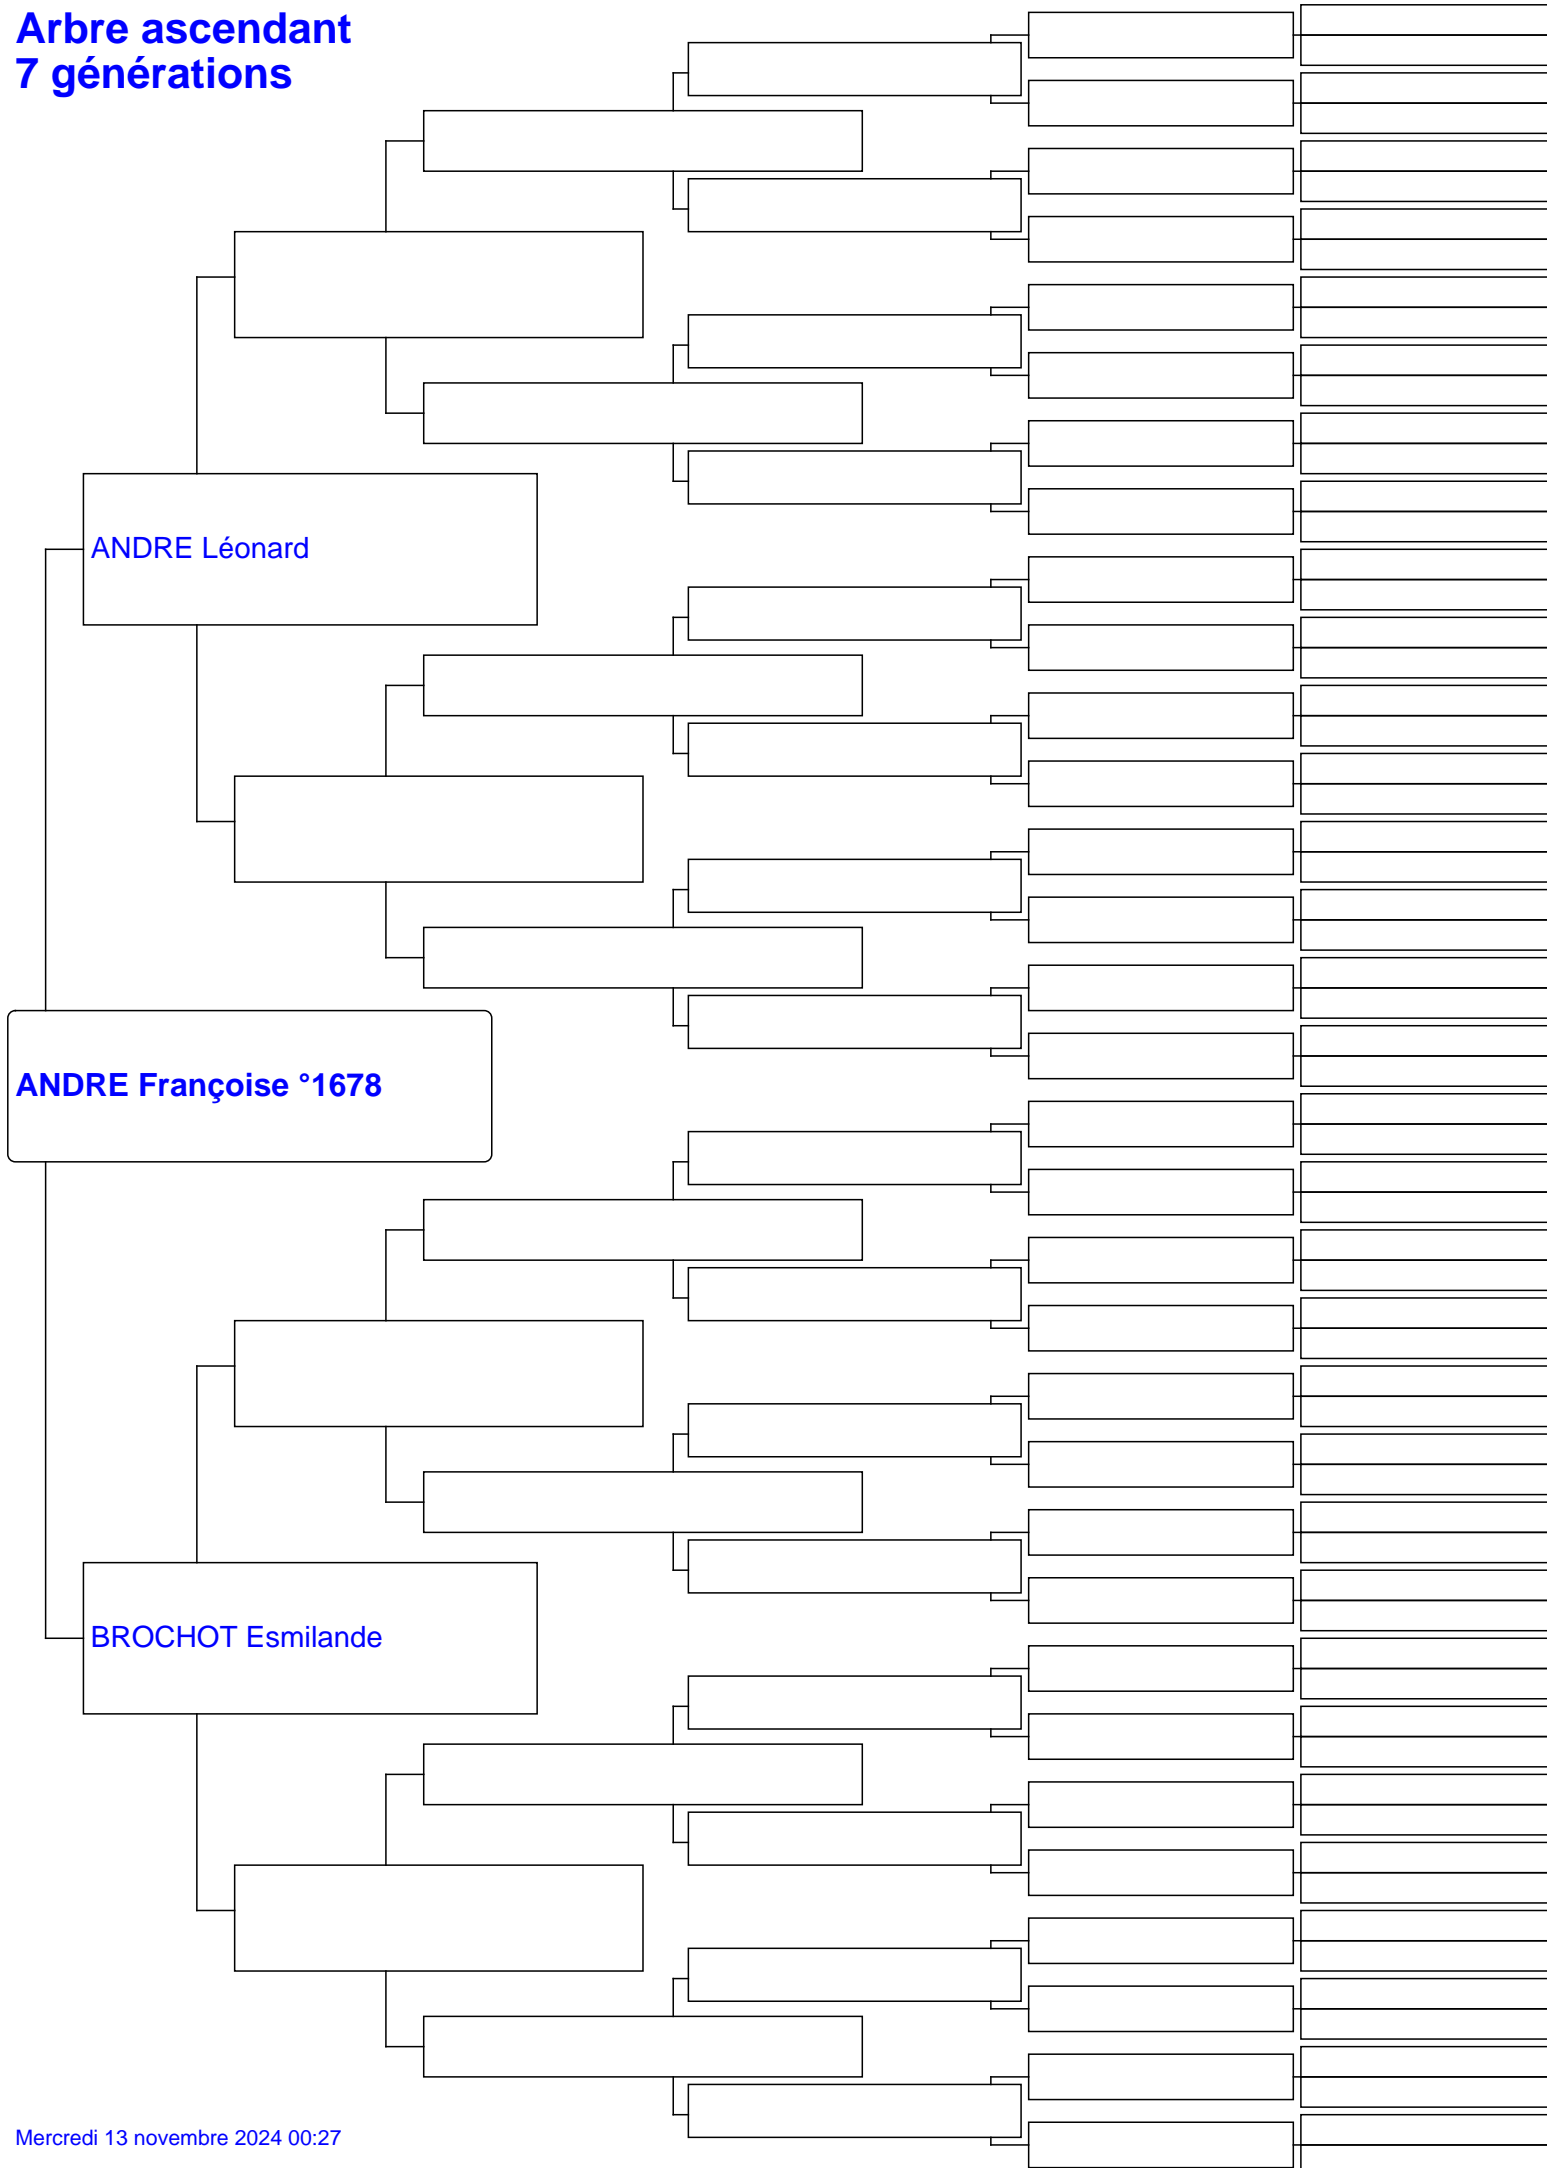 Arbre ascendant
7 générations
ANDRE Léonard
ANDRE Françoise °1678
BROCHOT Esmilande
Mercredi 13 novembre 2024 00:27